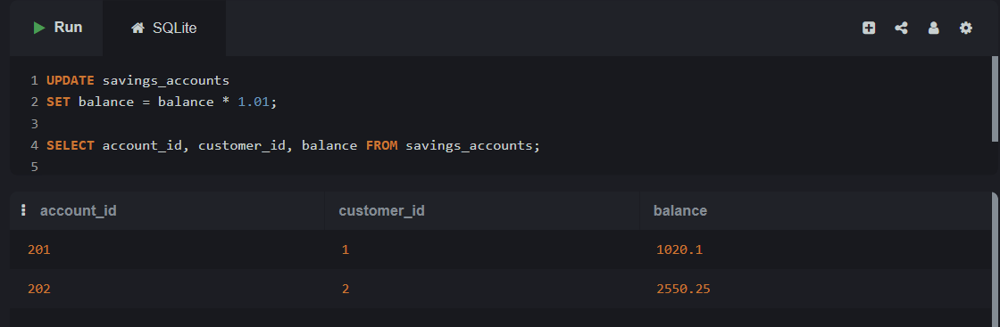 Run SQLite
1 UPDATE savings_accounts
2 SET balance = balance * 1.01;
3
4 SELECT account_id, customer_id, balance FROM savings_accounts;
5
account_id customer_id balance
201 1 1020.1
202 2 2550.25